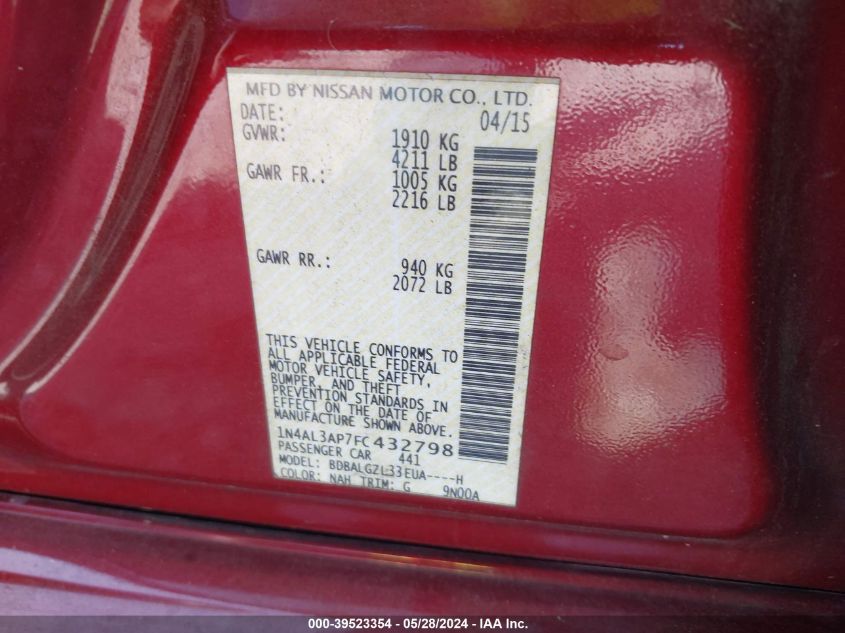 MFD BY NISSAN MOTOR CO., LTD.
DATE: 04/15
GVWR: 1910 KG
4211 LB
GAWR FR.: 1005 KG
2216 LB
GAWR RR.: 940 KG
2072 LB
THIS VEHICLE CONFORMS TO
ALL APPLICABLE FEDERAL
MOTOR VEHICLE SAFETY,
BUMPER, AND THEFT
PREVENTION STANDARDS IN
EFFECT ON THE DATE OF
MANUFACTURE SHOWN ABOVE.
1N4AL3AP7FC432798
PASSENGER CAR 441
MODEL: BDBALGZL33EUA----H
COLOR: NAH TRIM: G 9N00A
000-39523354 - 05/28/2024 - IAA Inc.